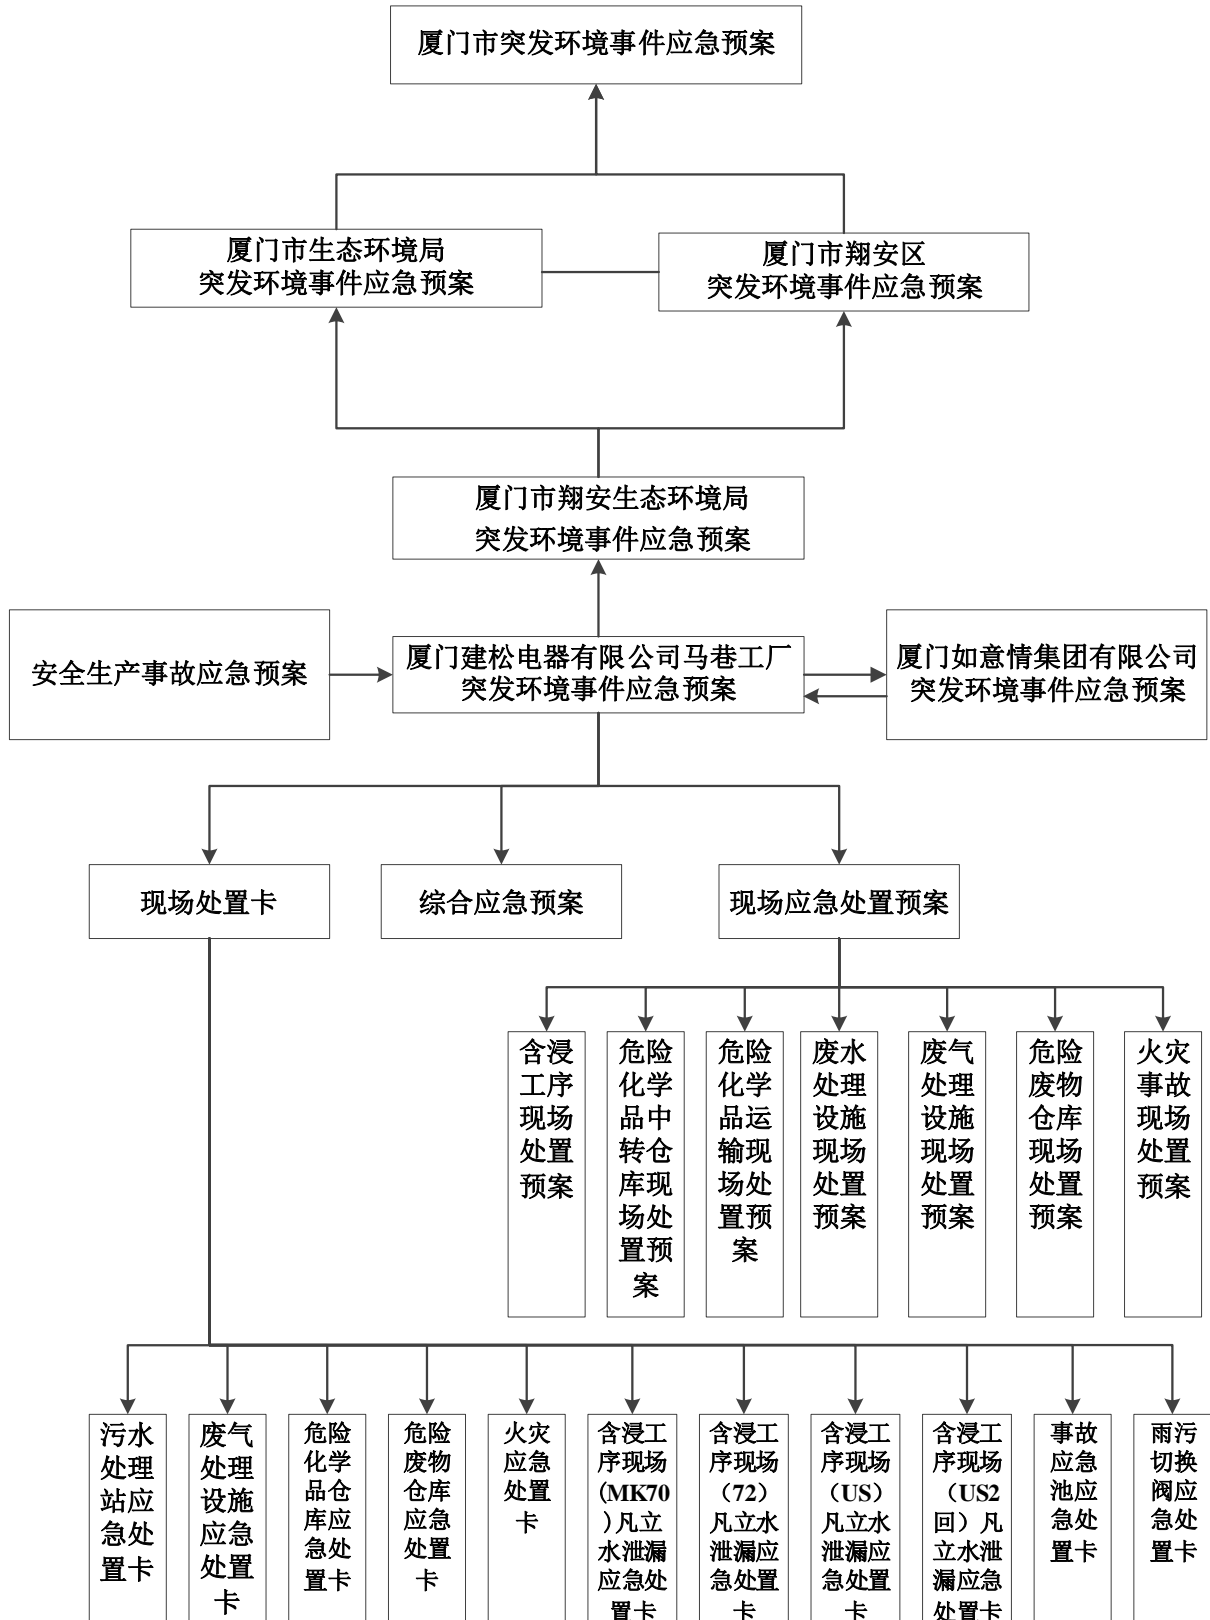 厦门市突发环境事件应急预案
厦门市生态环境局
突发环境事件应急预案
厦门市翔安区
突发环境事件应急预案
厦门市翔安生态环境局
突发环境事件应急预案
安全生产事故应急预案
厦门建松电器有限公司马巷工厂
突发环境事件应急预案
厦门如意情集团有限公司
突发环境事件应急预案
现场处置卡
综合应急预案
现场应急处置预案
含浸
工序
现场
处置
预案
危险
化学
品中
转仓
库现
场处
置预
案
危险
化学
品运
输现
场处
置预
案
废水
处理
设施
现场
处置
预案
废气
处理
设施
现场
处置
预案
危险
废物
仓库
现场
处置
预案
火灾
事故
现场
处置
预案
污水
处理
站应
急处
置卡
废气
处理
设施
应急
处置
卡
危险
化学
品仓
库应
急处
置卡
危险
废物
仓库
应急
处置
卡
火灾
应急
处置
卡
含浸工
序现场
(MK70
)凡立
水泄漏
应急处
置卡
含浸工
序现场
（72）
凡立水
泄漏应
急处置
卡
含浸工
序现场
（US）
凡立水
泄漏应
急处置
卡
含浸工
序现场
（US2
回）凡
立水泄
漏应急
处置卡
事故
应急
池应
急处
置卡
雨污
切换
阀应
急处
置卡